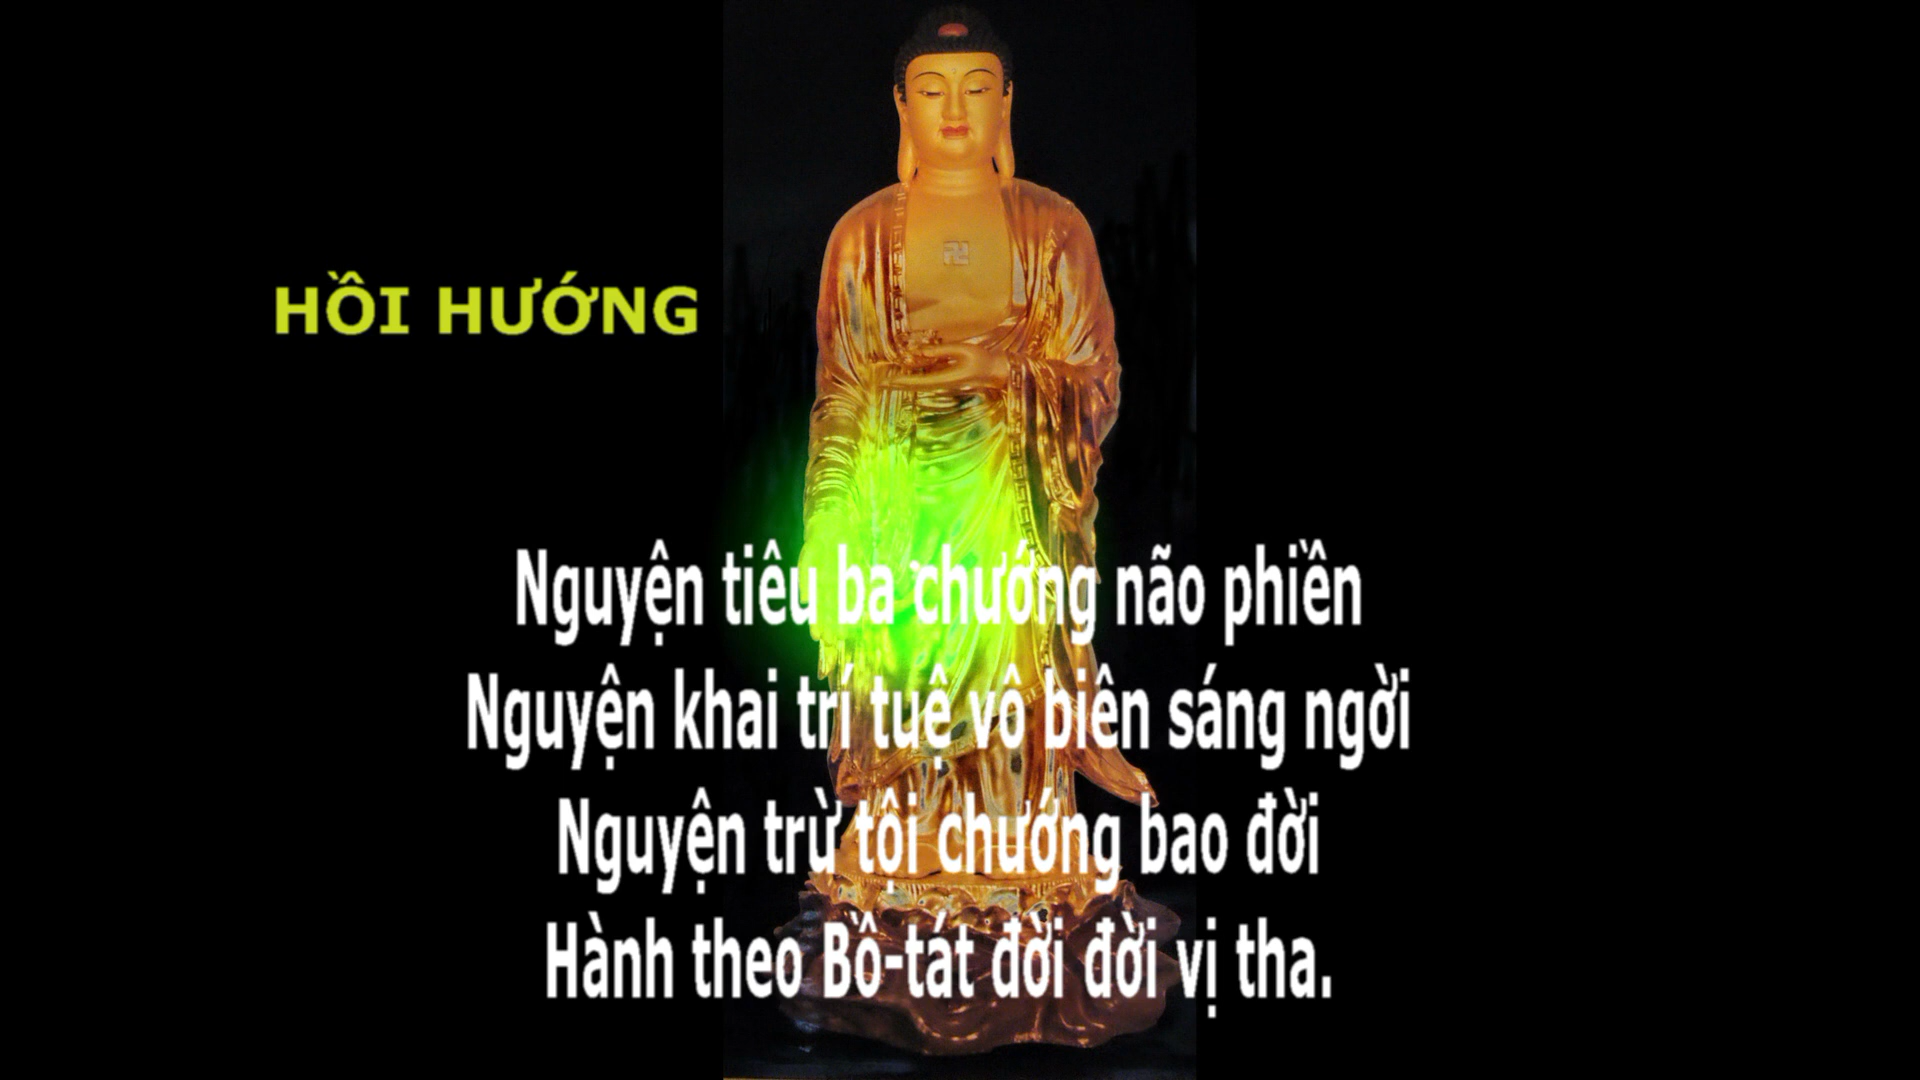 HỒI HƯỚNG
Nguyện tiêu ba chướng não phiền
Nguyện khai trí tuệ vô biên sáng ngời
Nguyện trừ tội chướng bao đời
Hành theo Bồ-tát đời đời vị tha.